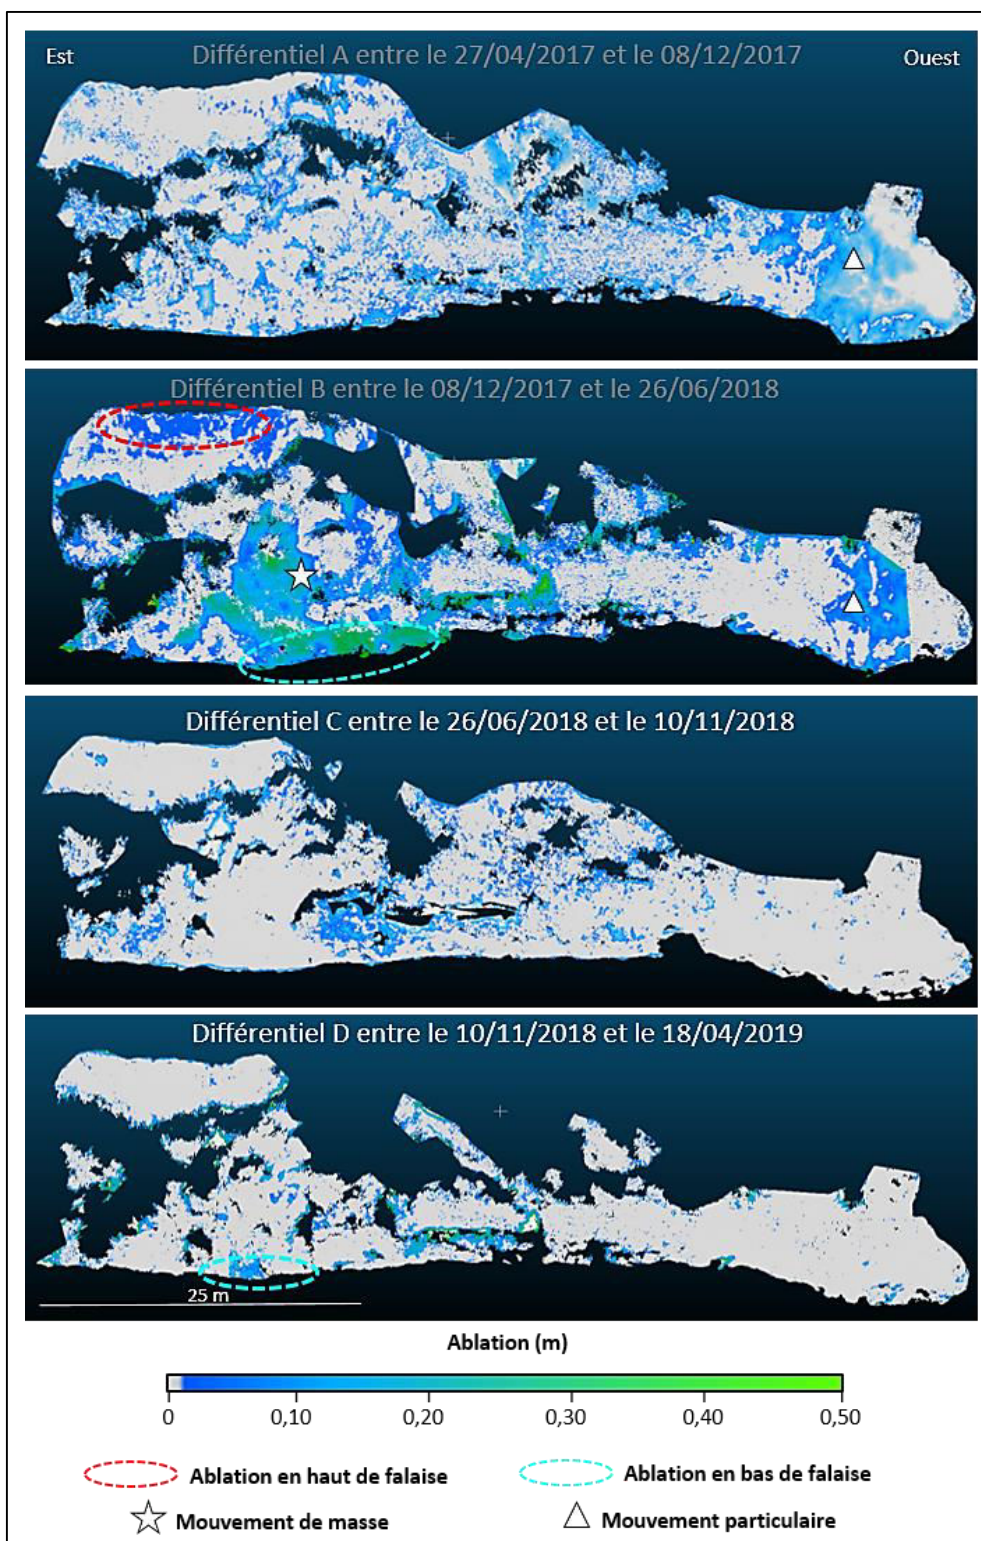 Différentiel A entre le 27/04/2017 et le 08/12/2017
Est
Ouest
Différentiel B entre le 08/12/2017 et le 26/06/2018
Différentiel C entre le 26/06/2018 et le 10/11/2018
Différentiel D entre le 10/11/2018 et le 18/04/2019
25 m
Ablation (m)
0 0,10 0,20 0,30 0,40 0,50
Ablation en haut de falaise
Ablation en bas de falaise
Mouvement de masse
Mouvement particulaire